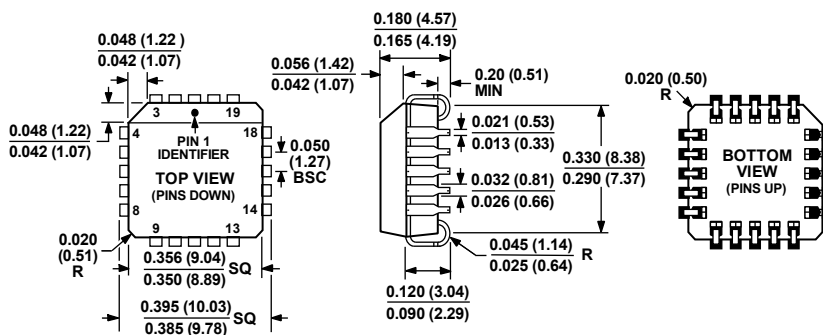 0.048 (1.22 )
0.042 (1.07)
0.048 (1.22)
0.042 (1.07)
3
19
4
18
PIN 1
IDENTIFIER
TOP VIEW
(PINS DOWN)
8
14
9
13
0.050
(1.27)
BSC
0.020
(0.51)
R
0.356 (9.04)
0.350 (8.89)
SQ
0.395 (10.03)
0.385 (9.78)
SQ
0.180 (4.57)
0.165 (4.19)
0.056 (1.42)
0.042 (1.07)
0.20 (0.51)
MIN
0.021 (0.53)
0.013 (0.33)
0.032 (0.81)
0.026 (0.66)
0.330 (8.38)
0.290 (7.37)
0.045 (1.14)
0.025 (0.64)
R
0.120 (3.04)
0.090 (2.29)
0.020 (0.50)
R
BOTTOM
VIEW
(PINS UP)